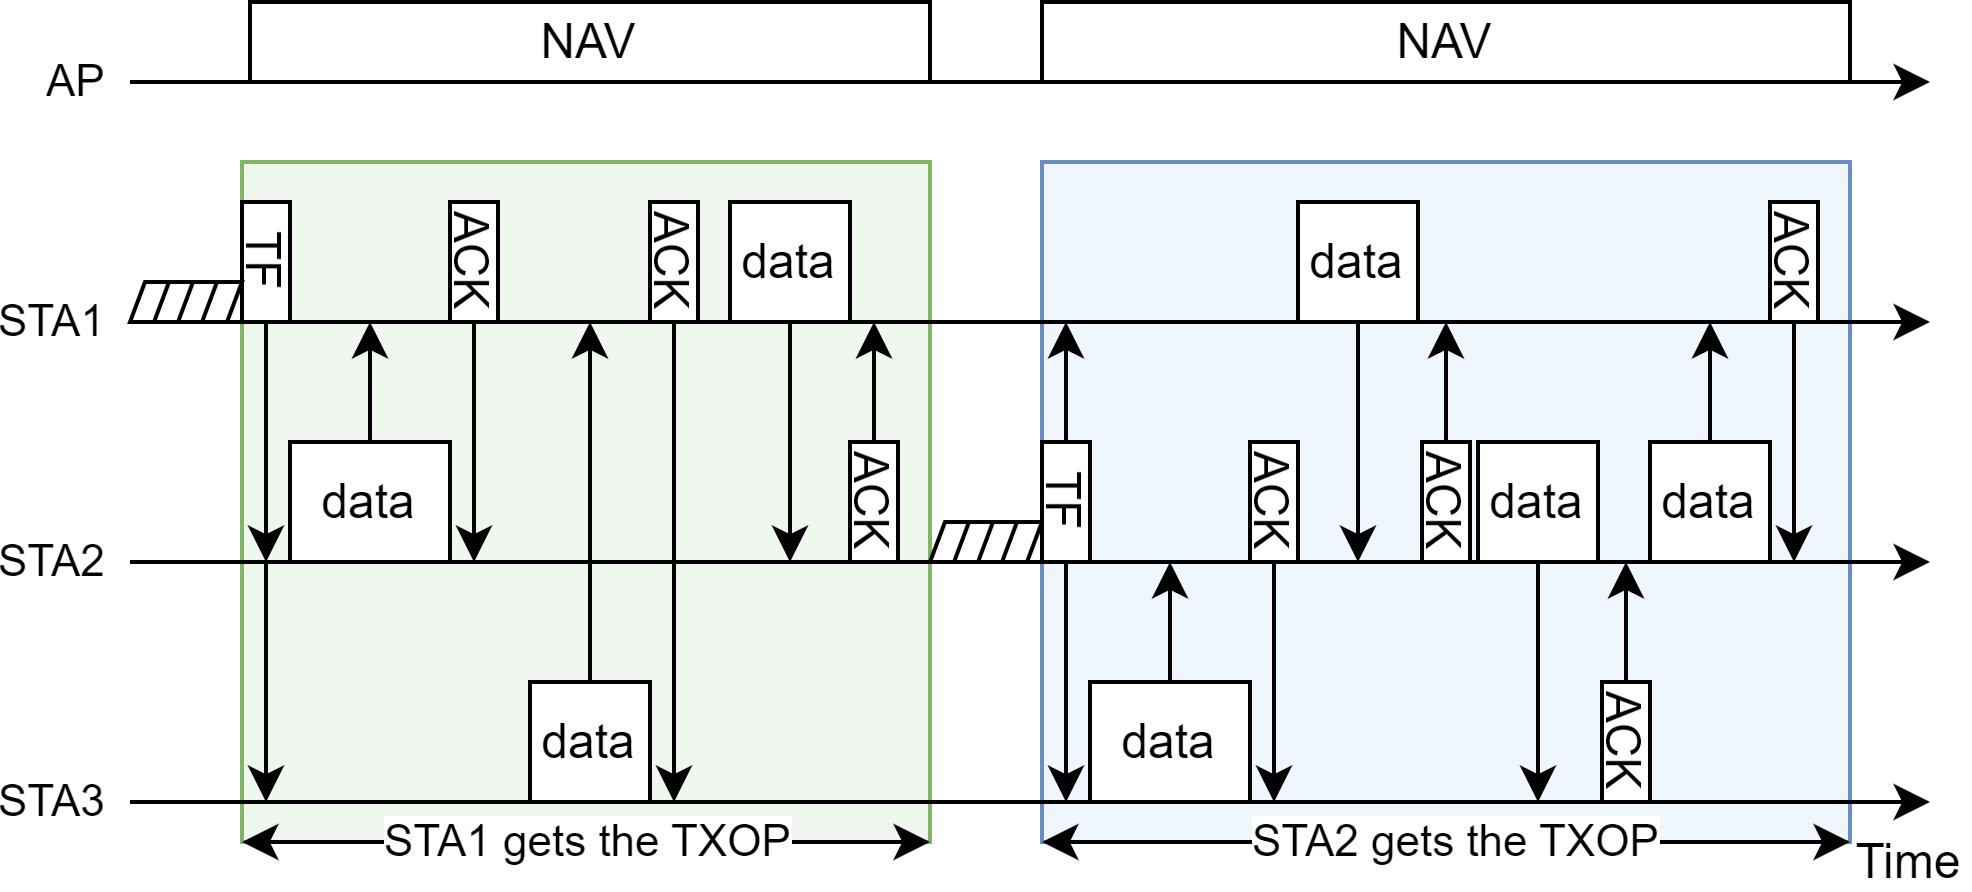 NAV
NAV
AP
TF
ACK
ACK
data
data
ACK
STA1
data
ACK
TF
ACK
ACK
data
data
STA2
data
data
ACK
STA3
STA1 gets the TXOP
STA2 gets the TXOP
Time